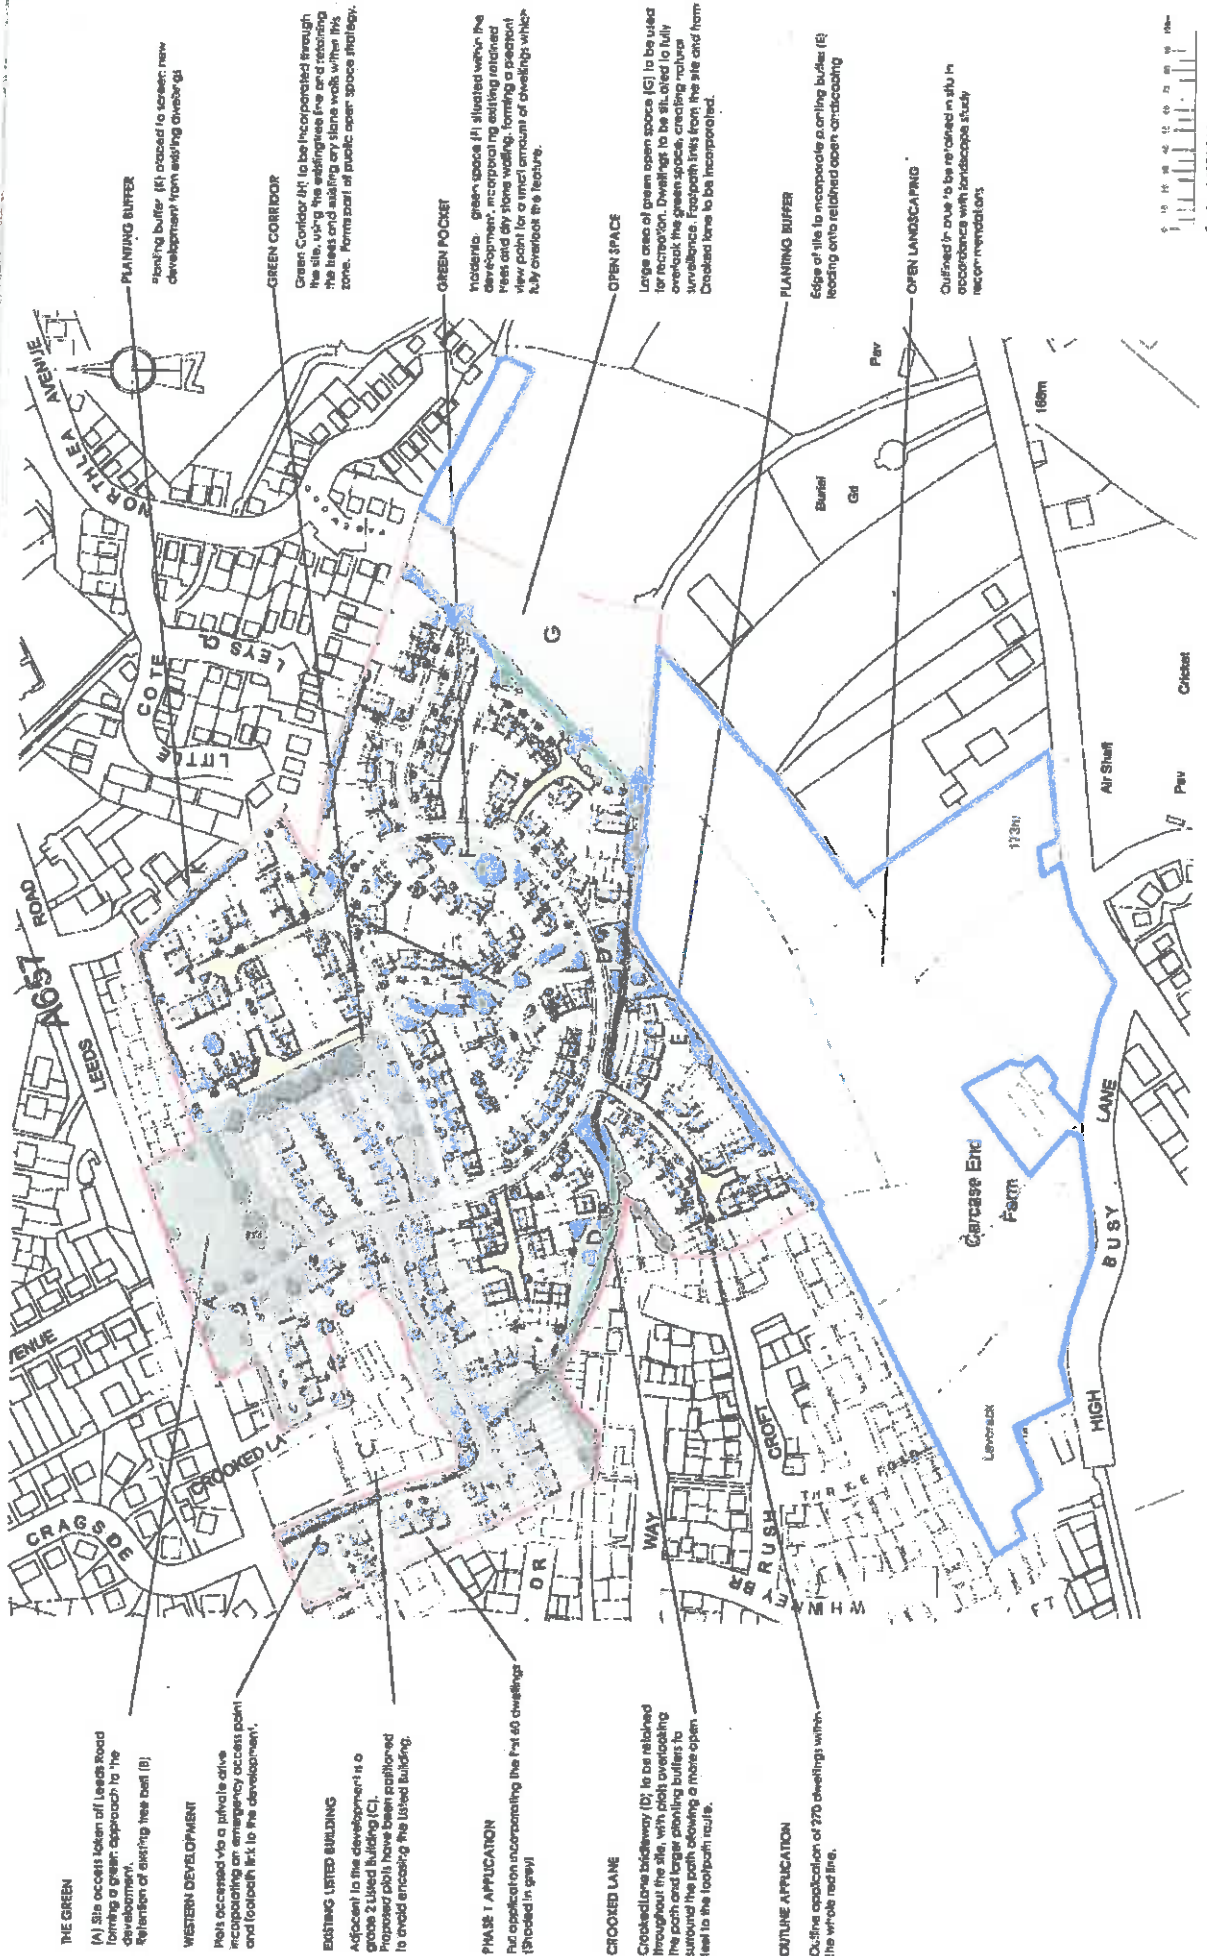 THE GREEN
(A) Site access taken off Leeds Road
forming a green approach to the
development.
Retention of existing tree belt (B)
WESTERN DEVELOPMENT
Plots accessed via a private drive
incorporating an emergency access point
and footpath link to the development.
EXISTING LISTED BUILDING
Adjacent to the development is a
grade 2 Listed Building (C).
Proposed plots have been positioned
to avoid encasing the Listed Building.
PHASE 1 APPLICATION
Full application incorporating the first 60 dwellings
(Shaded in grey)
CROOKED LANE
Crooked Lane bridleway (D) to be retained
throughout the site, with plots overlooking
the path and larger planting buffers to
surround the path allowing a more open
feel to the footpath route.
OUTLINE APPLICATION
Outline application of 270 dwellings within
the whole red line.
PLANTING BUFFER
Planting buffer (K) placed to screen new
development from existing dwellings
GREEN CORRIDOR
Green Corridor (H) to be incorporated through
the site, using the existing tree line and retaining
the trees and existing dry stone walls within this
zone. Forms part of public open space strategy.
GREEN POCKET
Incidental green space (F) situated within the
development, incorporating existing retained
trees and dry stone walling, forming a pleasant
view point for a small amount of dwellings which
fully overlook the feature.
OPEN SPACE
Large area of green open space (G) to be used
for recreation. Dwellings to be situated to fully
overlook the green space, creating natural
surveillance. Footpath links from the site and from
Crooked lane to be incorporated.
PLANTING BUFFER
Edge of site to incorporate planting buffer (E)
leading onto retained open landscaping
OPEN LANDSCAPING
Outlined in blue to be retained in situ in
accordance with landscape study
recommendations
A657
LEEDS
ROAD
NORTHLEA
AVENUE
LITTLE
COTE
LEYS CL
VENUE
CRAGSDE
CROOKED LA
DR
WAY
RUSH
CROFT
WHINNEY BR
FT
HIGH
BUSY
LANE
Carcase End
Farm
Laverack
173m
Air Shaft
Pav
Cricket
168m
Burial
Gd
Pav
C
D
D
E
F
G
K